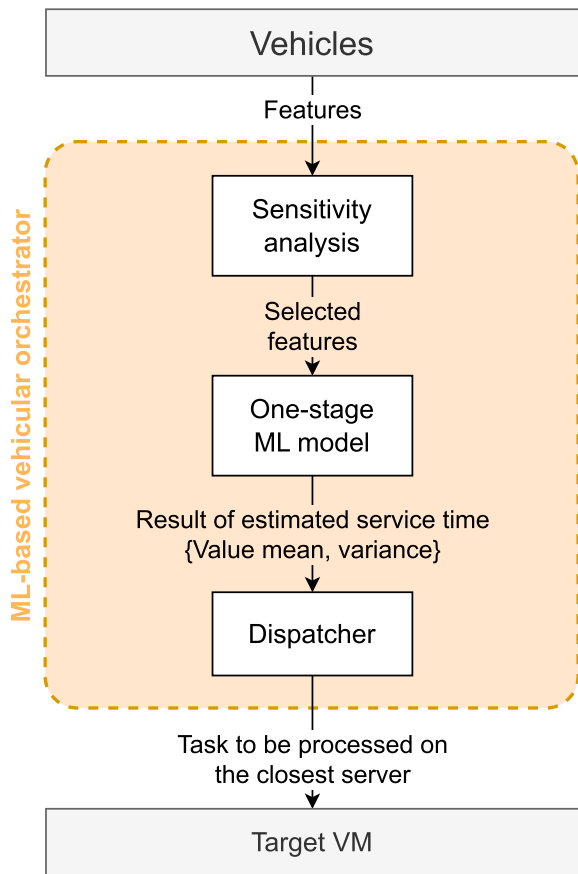 Vehicles
Features
ML-based vehicular orchestrator
Sensitivity
analysis
Selected
features
One-stage
ML model
Result of estimated service time
{Value mean, variance}
Dispatcher
Task to be processed on
the closest server
Target VM